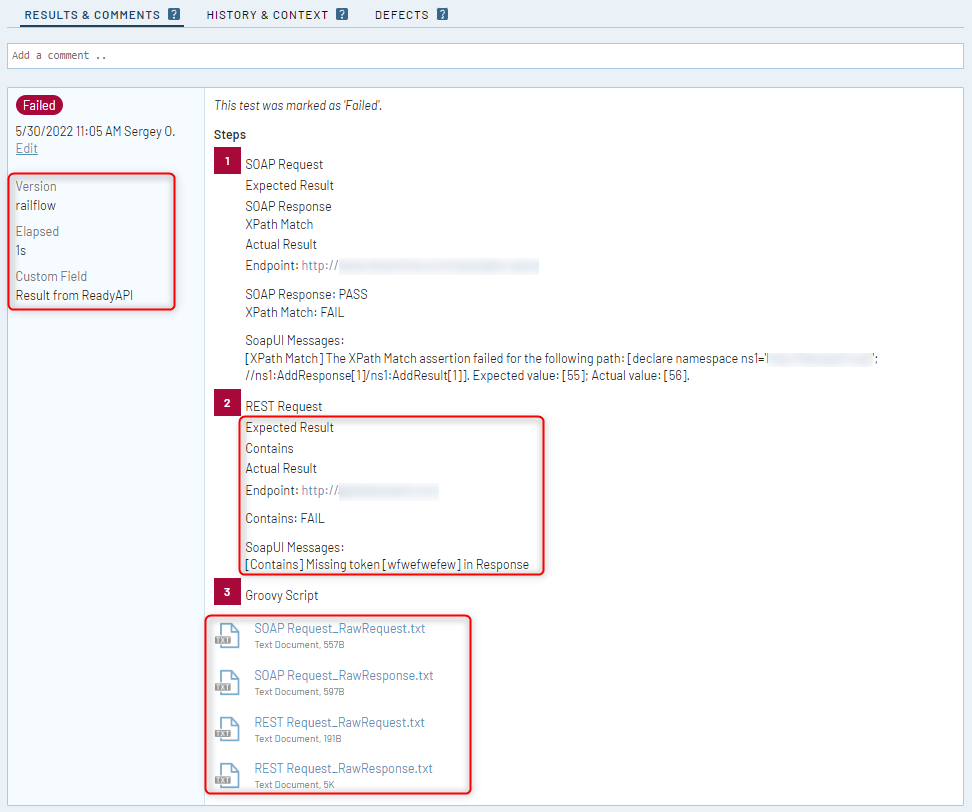 RESULTS & COMMENTS ? HISTORY & CONTEXT ? DEFECTS ?
Add a comment ..
Failed
5/30/2022 11:05 AM Sergey O.
Edit
Version
railflow
Elapsed
1s
Custom Field
Result from ReadyAPI
This test was marked as 'Failed'.
Steps
1 SOAP Request
Expected Result
SOAP Response
XPath Match
Actual Result
Endpoint: http://
SOAP Response: PASS
XPath Match: FAIL
SoapUI Messages:
[XPath Match] The XPath Match assertion failed for the following path: [declare namespace ns1=' ';
//ns1:AddResponse[1]/ns1:AddResult[1]]. Expected value: [55]; Actual value: [56].
2 REST Request
Expected Result
Contains
Actual Result
Endpoint: http://
Contains: FAIL
SoapUI Messages:
[Contains] Missing token [wfwefwefew] in Response
3 Groovy Script
TXT SOAP Request_RawRequest.txt
Text Document, 557B
TXT SOAP Request_RawResponse.txt
Text Document, 597B
TXT REST Request_RawRequest.txt
Text Document, 191B
TXT REST Request_RawResponse.txt
Text Document, 5K